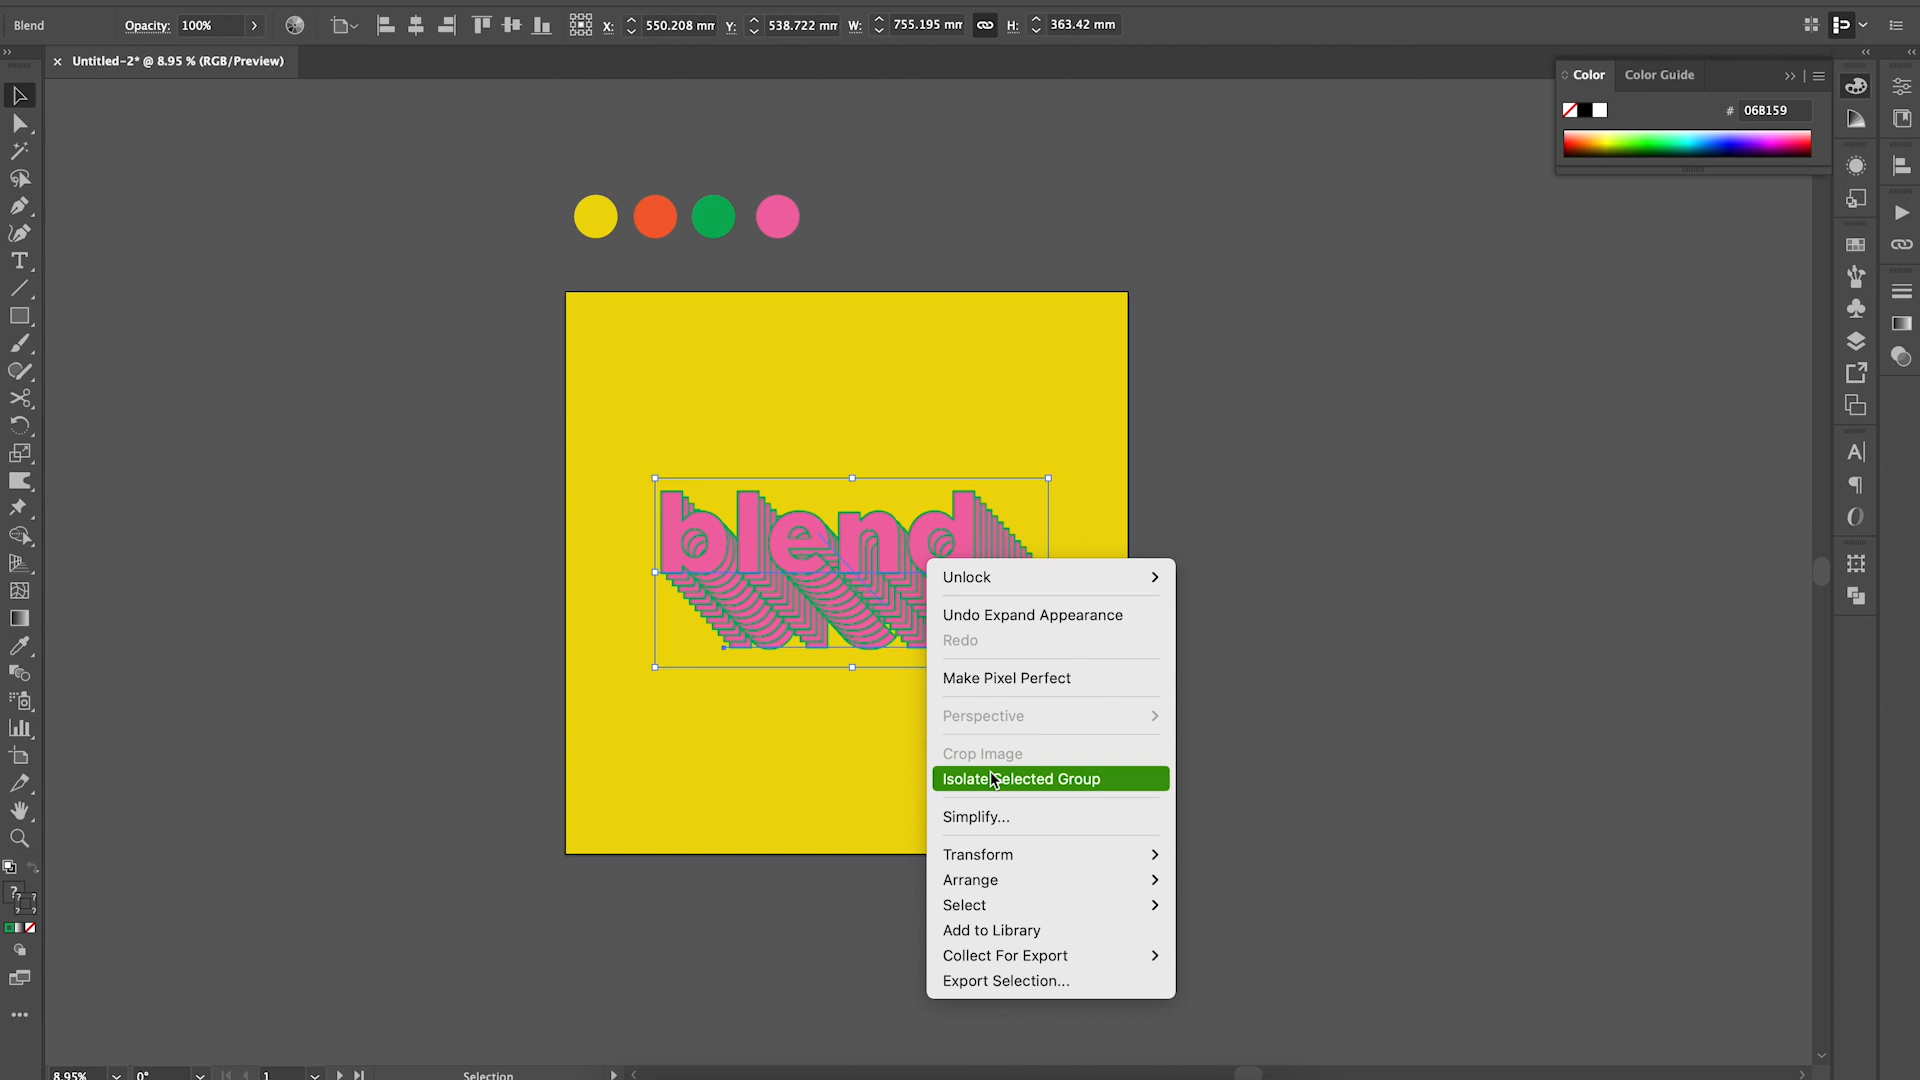 Blend Opacity: 100% X: 550.208 mm Y: 538.722 mm W: 755.195 mm H: 363.42 mm
× Untitled-2* @ 8.95 % (RGB/Preview)
Color Color Guide
# 06B159
blend
Unlock
Undo Expand Appearance
Redo
Make Pixel Perfect
Perspective
Crop Image
Isolate Selected Group
Simplify...
Transform
Arrange
Select
Add to Library
Collect For Export
Export Selection...
8.95% 0° 1 Selection